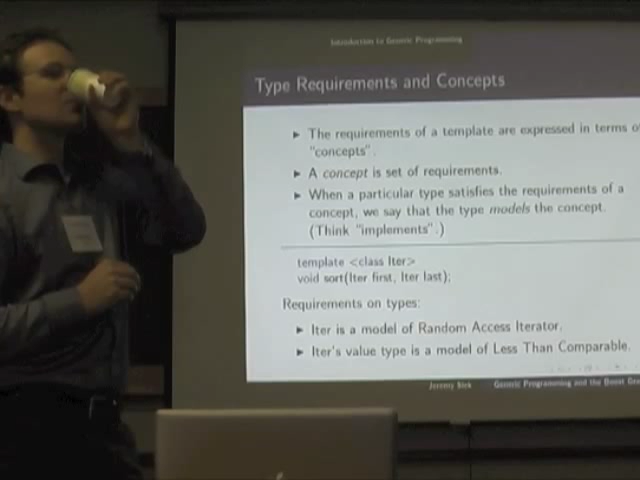 Introduction to Generic Programming
Type Requirements and Concepts
► The requirements of a template are expressed in terms of
"concepts".
► A concept is set of requirements.
► When a particular type satisfies the requirements of a
concept, we say that the type models the concept.
(Think "implements".)
template <class Iter>
void sort(Iter first, Iter last);
Requirements on types:
► Iter is a model of Random Access Iterator.
► Iter's value type is a model of Less Than Comparable.
Jeremy Siek Generic Programming and the Boost